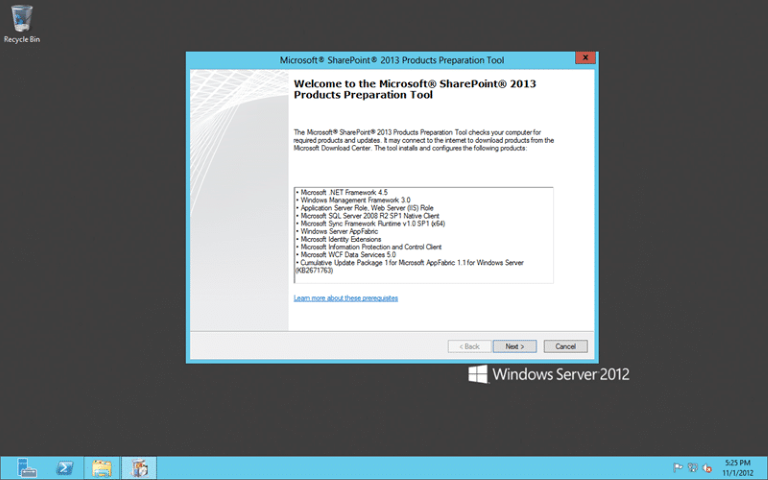 Recycle Bin
Microsoft® SharePoint® 2013 Products Preparation Tool
Welcome to the Microsoft® SharePoint® 2013
Products Preparation Tool
The Microsoft® SharePoint® 2013 Products Preparation Tool checks your computer for
required products and updates. It may connect to the internet to download products from the
Microsoft Download Center. The tool installs and configures the following products:
• Microsoft .NET Framework 4.5
• Windows Management Framework 3.0
• Application Server Role, Web Server (IIS) Role
• Microsoft SQL Server 2008 R2 SP1 Native Client
• Microsoft Sync Framework Runtime v1.0 SP1 (x64)
• Windows Server AppFabric
• Microsoft Identity Extensions
• Microsoft Information Protection and Control Client
• Microsoft WCF Data Services 5.0
• Cumulative Update Package 1 for Microsoft AppFabric 1.1 for Windows Server
(KB2671763)
Learn more about these prerequisites
< Back Next > Cancel
Windows Server 2012
5:25 PM
11/1/2012